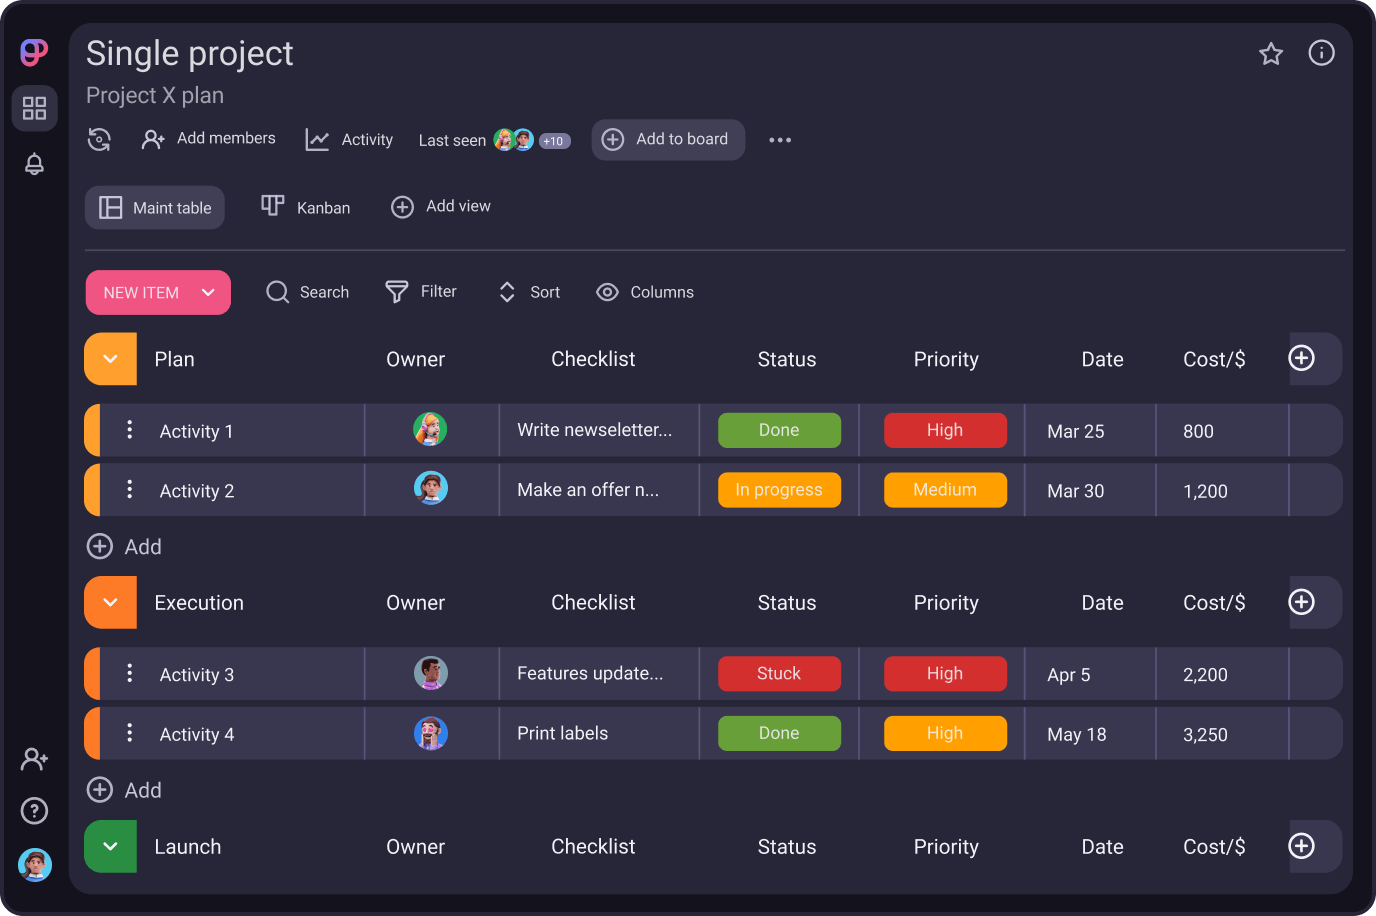 Single project
Project X plan
Add members Activity Last seen +10 Add to board
Maint table Kanban Add view
NEW ITEM Search Filter Sort Columns
Plan Owner Checklist Status Priority Date Cost/$
Activity 1 Write newseletter... Done High Mar 25 800
Activity 2 Make an offer n... In progress Medium Mar 30 1,200
Add
Execution Owner Checklist Status Priority Date Cost/$
Activity 3 Features update... Stuck High Apr 5 2,200
Activity 4 Print labels Done High May 18 3,250
Add
Launch Owner Checklist Status Priority Date Cost/$